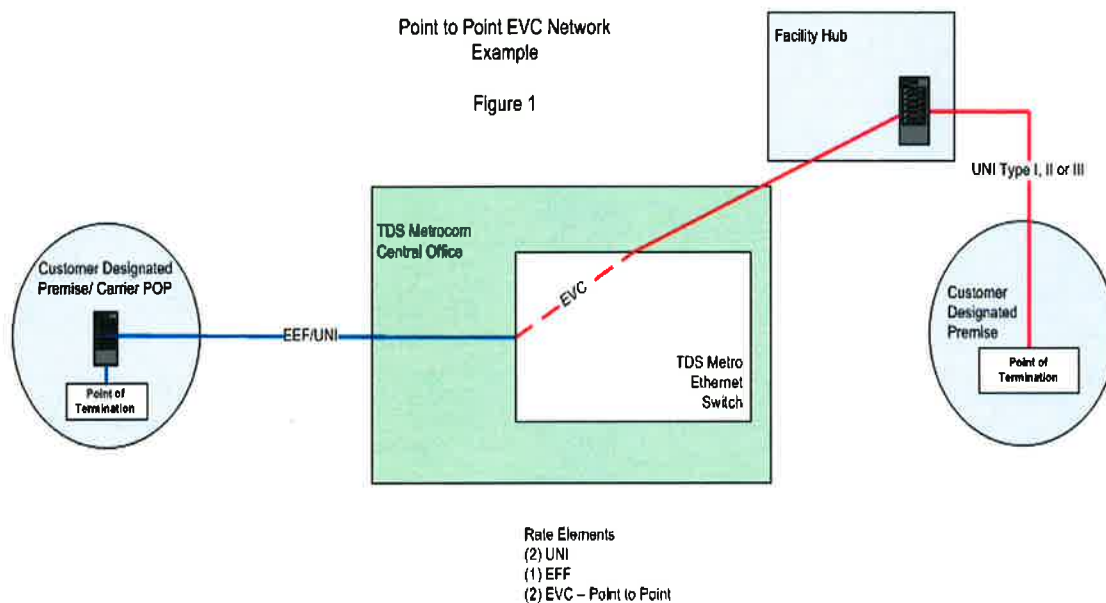 Point to Point EVC Network
Example
Figure 1
Facility Hub
UNI Type I, II or III
TDS Metrocom
Central Office
Customer Designated
Premise/ Carrier POP
EVC
EEF/UNI
Customer
Designated
Premise
TDS Metro
Ethernet
Switch
Point of
Termination
Point of
Termination
Rate Elements
(2) UNI
(1) EFF
(2) EVC – Point to Point